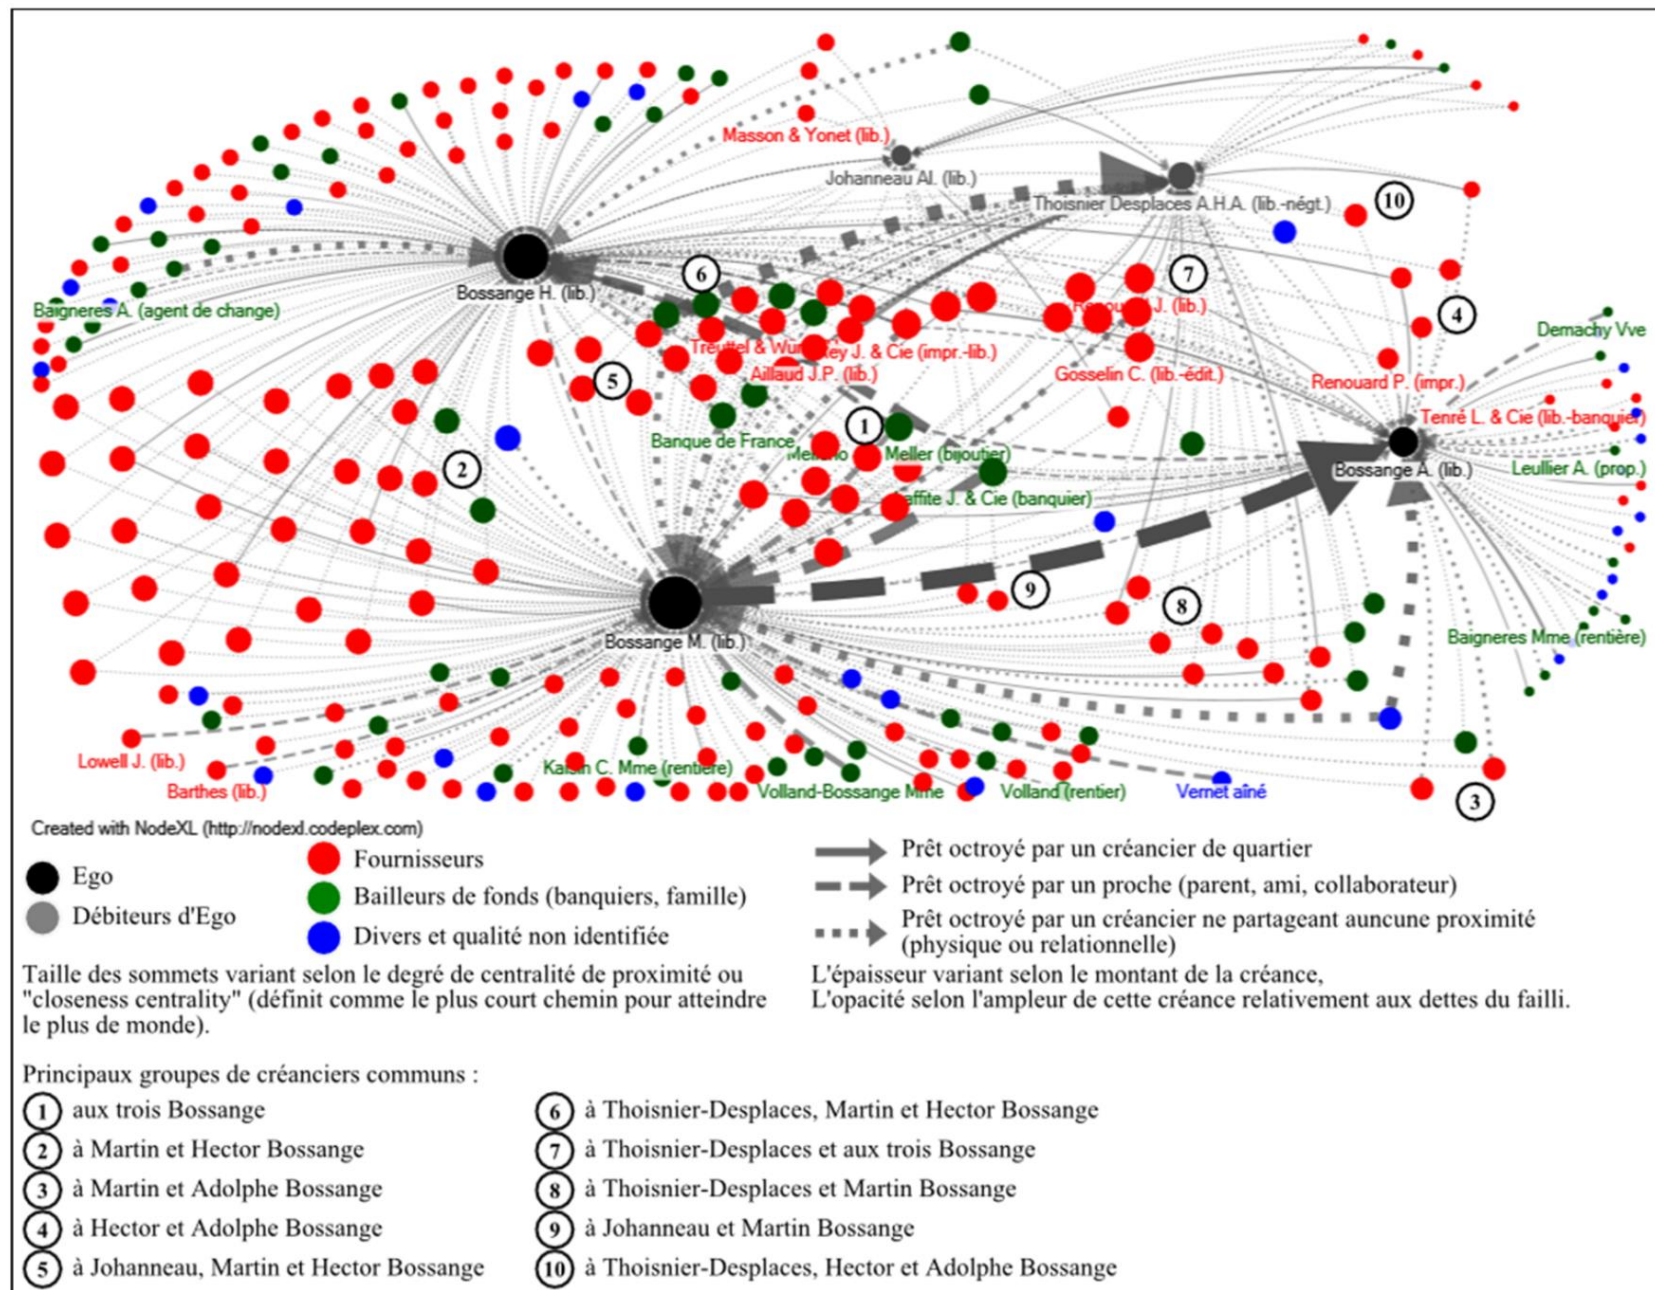 Masson & Yonet (lib.)
Johanneau Al. (lib.)
Thoisnier Desplaces A.H.A. (lib.-négt.)
10
6
7
Bossange H. (lib.)
Baigneres A. (agent de change)
J. (lib.)
4
Demachy Vve
Treuttel &
J. & Cie (impr.-lib.)
Aillaud J.P. (lib.)
Gosselin C. (lib.-édit.)
Renouard P. (impr.)
5
Tenré L. & Cie (lib.-banquier)
1
Banque de France
Meller (bijoutier)
2
Bossange A. (lib.)
Leullier A. (prop.)
affite J. & Cie (banquier)
9
8
Bossange M. (lib.)
Baigneres Mme (rentière)
Lowell J. (lib.)
C. Mme (rentière)
Barthes (lib.)
Volland-Bossange Mme
Volland (rentier)
Vernet aîné
3
Created with NodeXL (http://nodexl.codeplex.com)
Ego
Débiteurs d'Ego
Fournisseurs
Bailleurs de fonds (banquiers, famille)
Divers et qualité non identifiée
Prêt octroyé par un créancier de quartier
Prêt octroyé par un proche (parent, ami, collaborateur)
Prêt octroyé par un créancier ne partageant auncune proximité
(physique ou relationnelle)
Taille des sommets variant selon le degré de centralité de proximité ou
"closeness centrality" (définit comme le plus court chemin pour atteindre
le plus de monde).
L'épaisseur variant selon le montant de la créance,
L'opacité selon l'ampleur de cette créance relativement aux dettes du failli.
Principaux groupes de créanciers communs :
1 aux trois Bossange
2 à Martin et Hector Bossange
3 à Martin et Adolphe Bossange
4 à Hector et Adolphe Bossange
5 à Johanneau, Martin et Hector Bossange
6 à Thoisnier-Desplaces, Martin et Hector Bossange
7 à Thoisnier-Desplaces et aux trois Bossange
8 à Thoisnier-Desplaces et Martin Bossange
9 à Johanneau et Martin Bossange
10 à Thoisnier-Desplaces, Hector et Adolphe Bossange